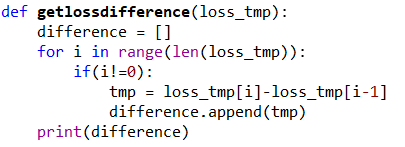 def getlossdifference(loss_tmp):
    difference = []
    for i in range(len(loss_tmp)):
        if(i!=0):
            tmp = loss_tmp[i]-loss_tmp[i-1]
            difference.append(tmp)
    print(difference)